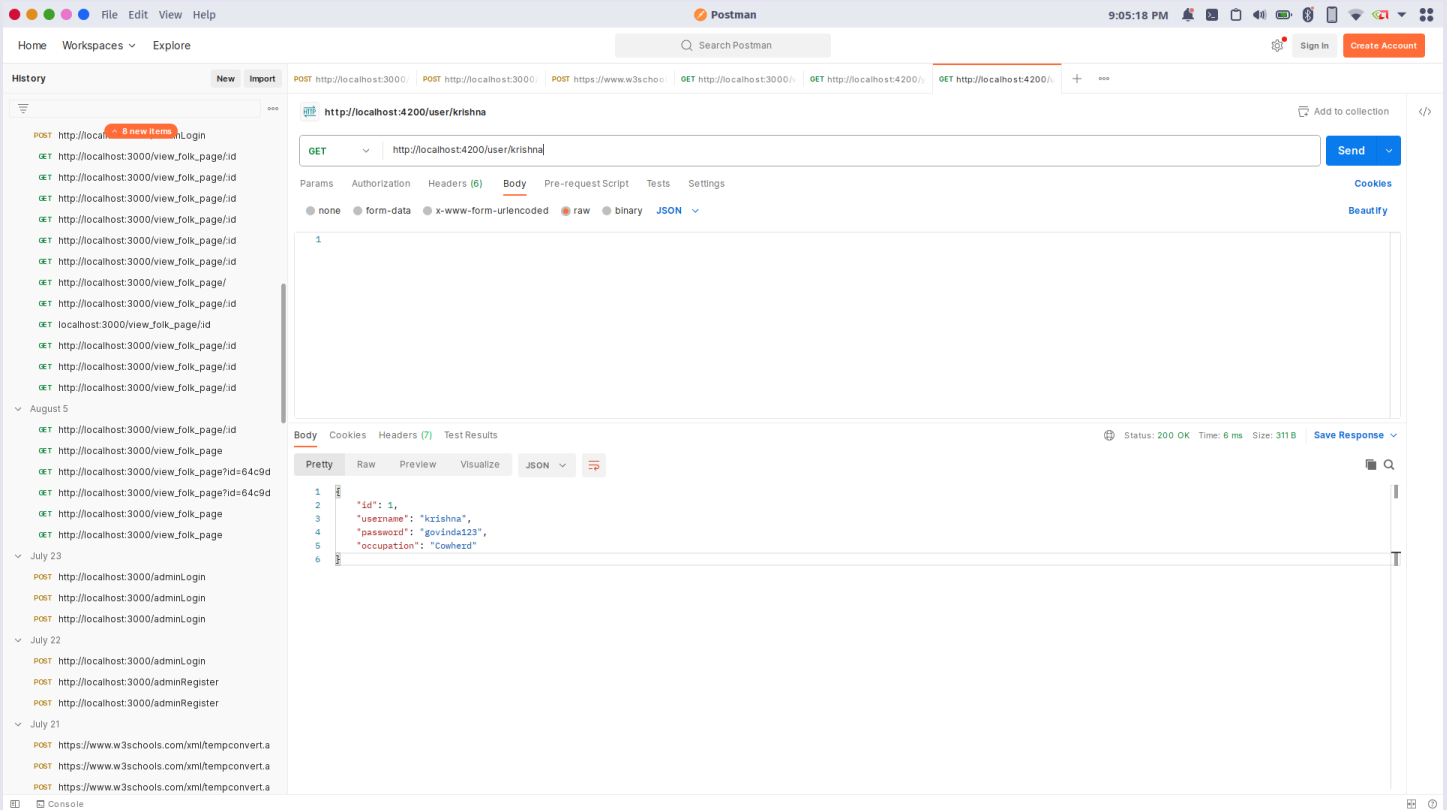 File Edit View Help
Postman
9:05:18 PM
Home Workspaces Explore
Search Postman
Sign In Create Account
History
New Import
POST http://localhost:3000/ POST http://localhost:3000/ POST https://www.w3school GET http://localhost:3000/ GET http://localhost:4200/ GET http://localhost:4200/u
8 new items
POST http://localhost:3000/adminLogin
GET http://localhost:3000/view_folk_page/:id
GET http://localhost:3000/view_folk_page/:id
GET http://localhost:3000/view_folk_page/:id
GET http://localhost:3000/view_folk_page/:id
GET http://localhost:3000/view_folk_page/:id
GET http://localhost:3000/view_folk_page/:id
GET http://localhost:3000/view_folk_page/
GET http://localhost:3000/view_folk_page/:id
GET localhost:3000/view_folk_page/:id
GET http://localhost:3000/view_folk_page/:id
GET http://localhost:3000/view_folk_page/:id
GET http://localhost:3000/view_folk_page/:id
August 5
GET http://localhost:3000/view_folk_page/:id
GET http://localhost:3000/view_folk_page
GET http://localhost:3000/view_folk_page?id=64c9d
GET http://localhost:3000/view_folk_page?id=64c9d
GET http://localhost:3000/view_folk_page
GET http://localhost:3000/view_folk_page
July 23
POST http://localhost:3000/adminLogin
POST http://localhost:3000/adminLogin
POST http://localhost:3000/adminLogin
July 22
POST http://localhost:3000/adminLogin
POST http://localhost:3000/adminRegister
POST http://localhost:3000/adminRegister
July 21
POST https://www.w3schools.com/xml/tempconvert.a
POST https://www.w3schools.com/xml/tempconvert.a
POST https://www.w3schools.com/xml/tempconvert.a
Console
HTTP http://localhost:4200/user/krishna
Add to collection
</>
GET http://localhost:4200/user/krishna
Send
Params Authorization Headers (6) Body Pre-request Script Tests Settings
Cookies
none form-data x-www-form-urlencoded raw binary JSON
Beautify
1
Body Cookies Headers (7) Test Results
Status: 200 OK Time: 6 ms Size: 311 B Save Response
Pretty Raw Preview Visualize JSON
1 {
2 "id": 1,
3 "username": "krishna",
4 "password": "govinda123",
5 "occupation": "Cowherd"
6 }